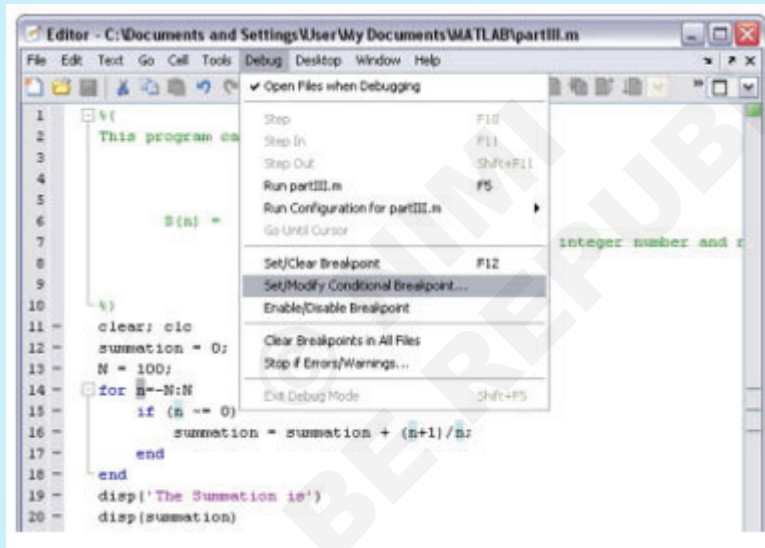 Editor - C:\Documents and Settings\User\My Documents\MATLAB\partIII.m
File Edit Text Go Cell Tools Debug Desktop Window Help
✔ Open Files when Debugging
Step F10
Step In F11
Step Out Shift+F11
Run partIII.m F5
Run Configuration for partIII.m
Go Until Cursor
Set/Clear Breakpoint F12
Set/Modify Conditional Breakpoint...
Enable/Disable Breakpoint
Clear Breakpoints in All Files
Stop if Errors/Warnings...
Exit Debug Mode Shift+F5
1 %{
2 This program ca
3
4
5
6 S(n) =
7 integer number and n
8
9
10 %}
11 - clear; clc
12 - summation = 0;
13 - N = 100;
14 - for n=-N:N
15 - if (n ~= 0)
16 - summation = summation + (n+1)/n;
17 - end
18 - end
19 - disp('The Summation is')
20 - disp(summation)
© NIMI
BE REPUB